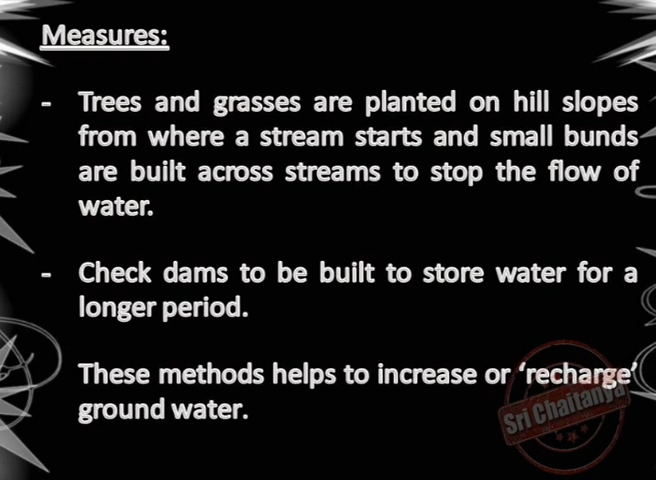 Measures:
- Trees and grasses are planted on hill slopes
from where a stream starts and small bunds
are built across streams to stop the flow of
water.
- Check dams to be built to store water for a
longer period.
These methods helps to increase or ‘recharge’
ground water.
Sri Chaitanya